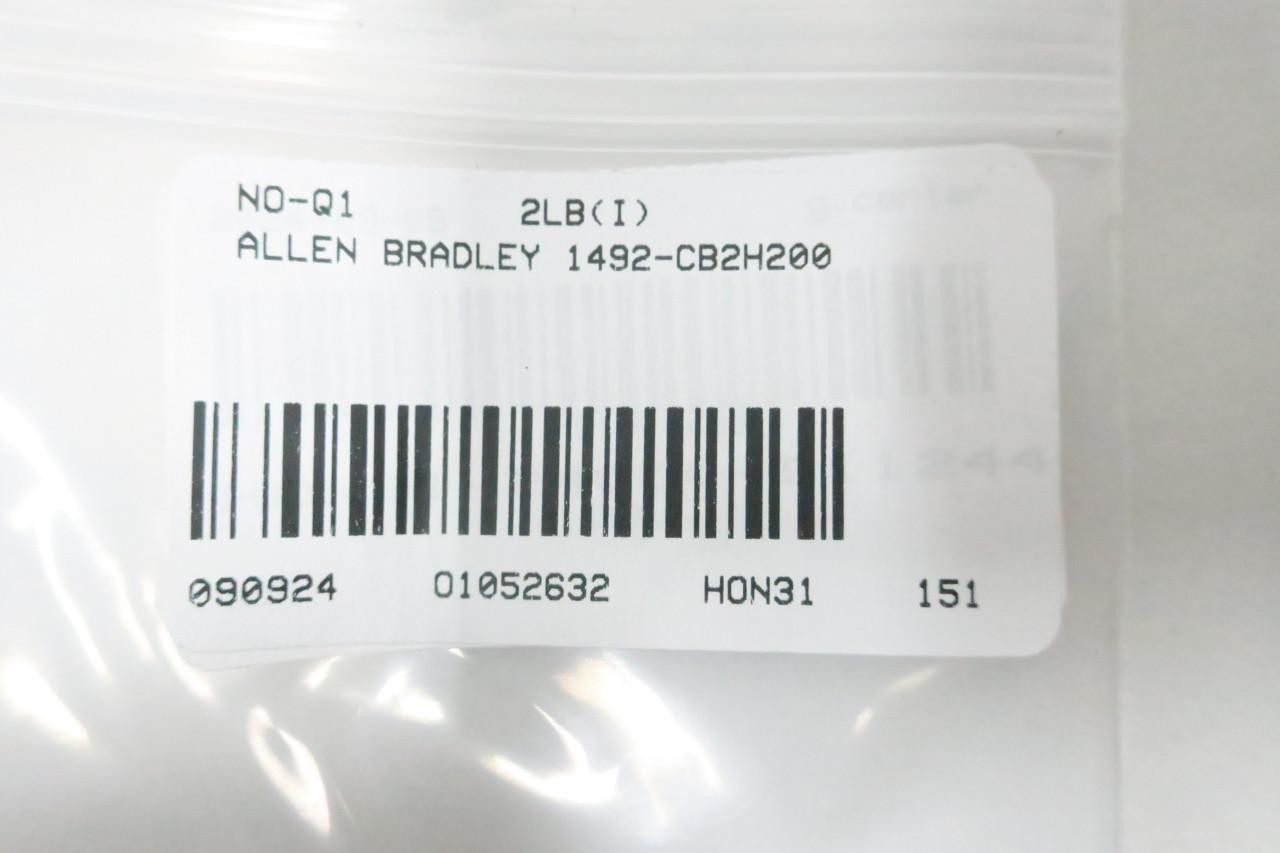 NO-Q1 2LB(I)
ALLEN BRADLEY 1492-CB2H200
090924 01052632 HON31 151